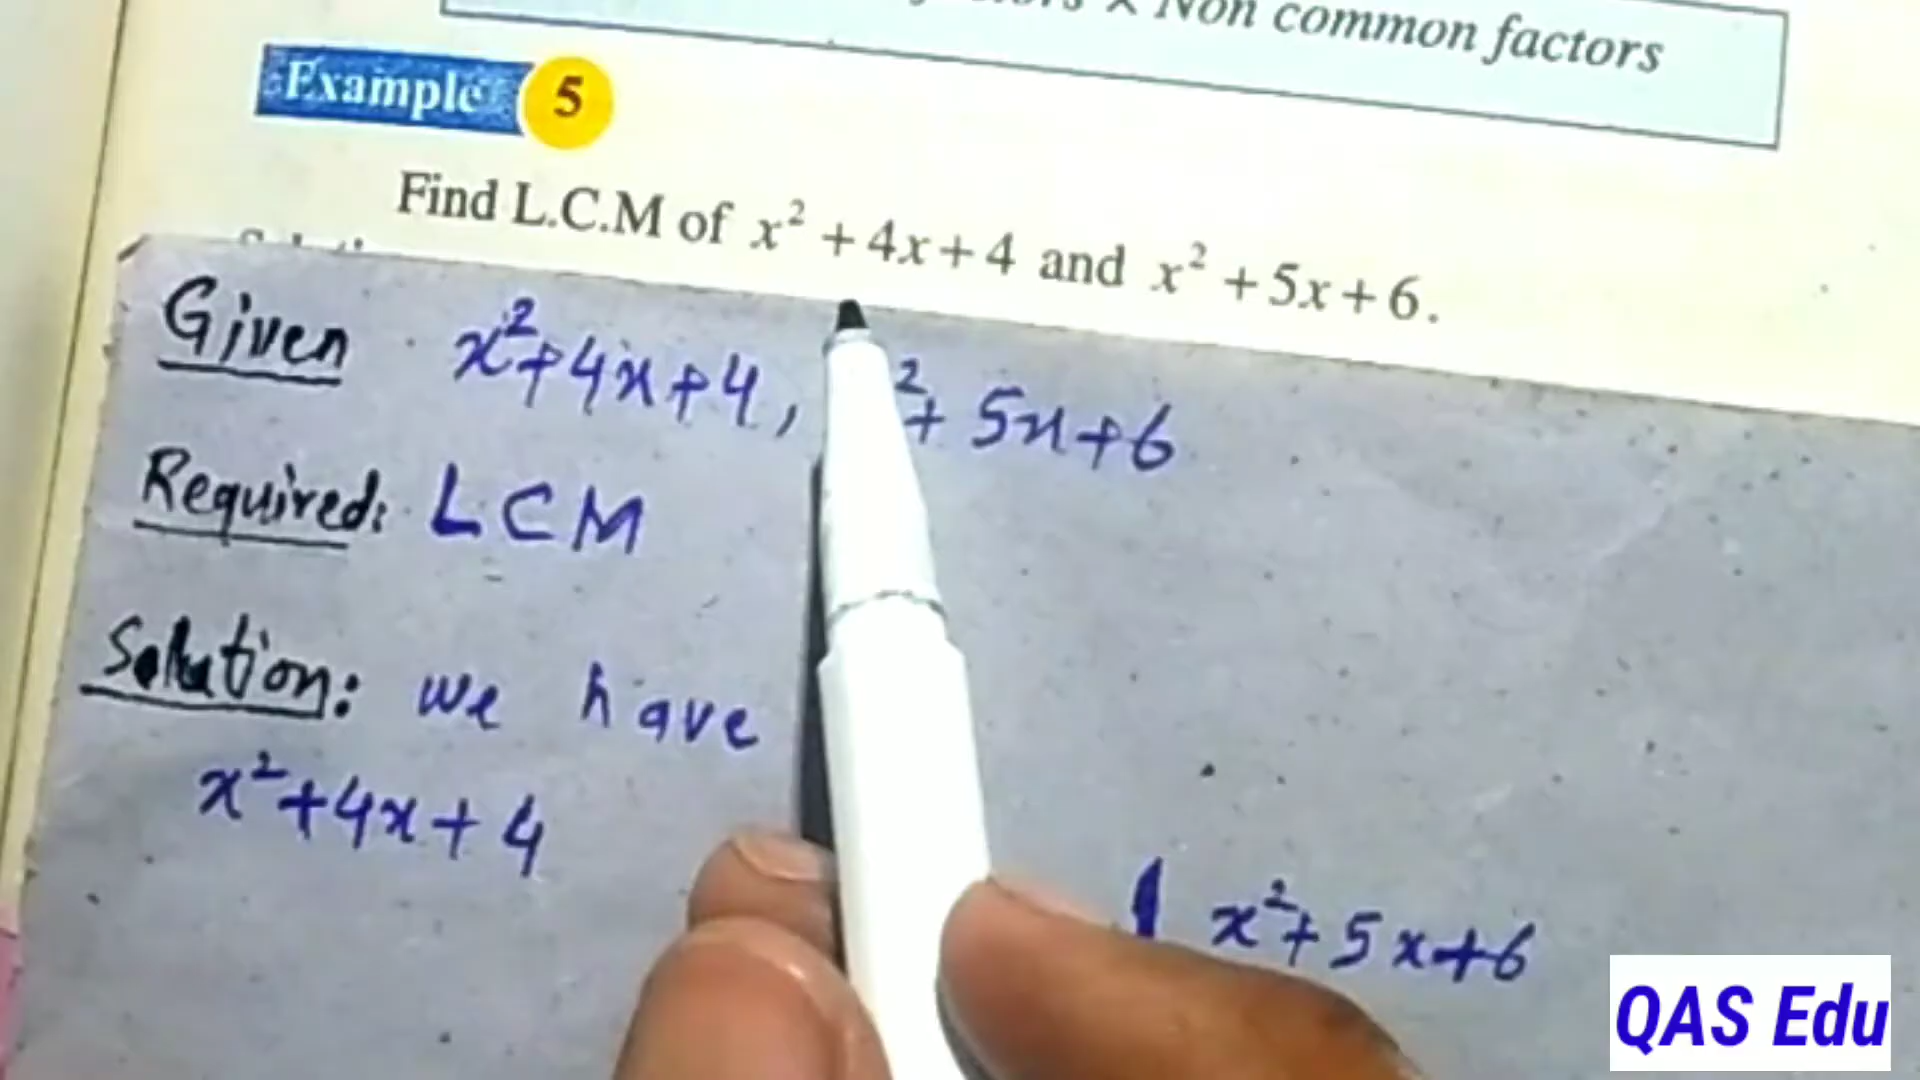 × Non common factors
Example 5
Find L.C.M of x² + 4x + 4 and x² + 5x + 6.
Given x²+4x+4, ²+ 5x+6
Required: LCM
Solution: we have
x²+4x+4
x²+5x+6
QAS Edu